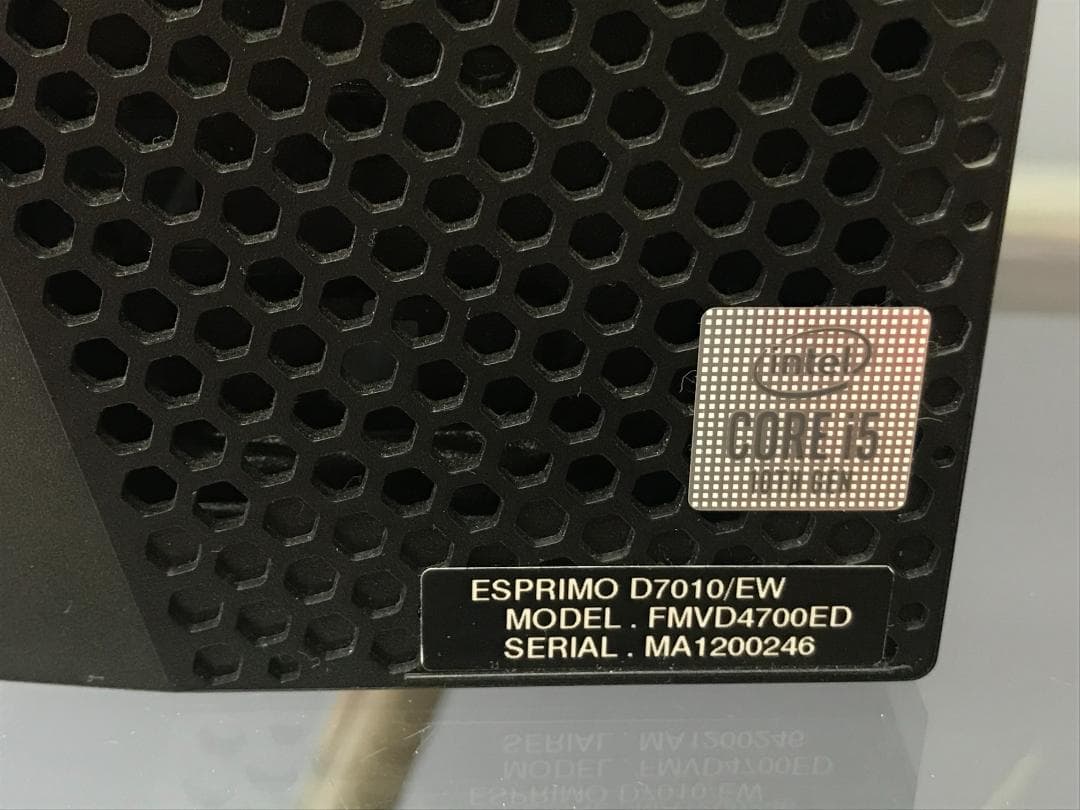 intel
CORE i5
10TH GEN
ESPRIMO D7010/EW
MODEL . FMVD4700ED
SERIAL . MA1200246